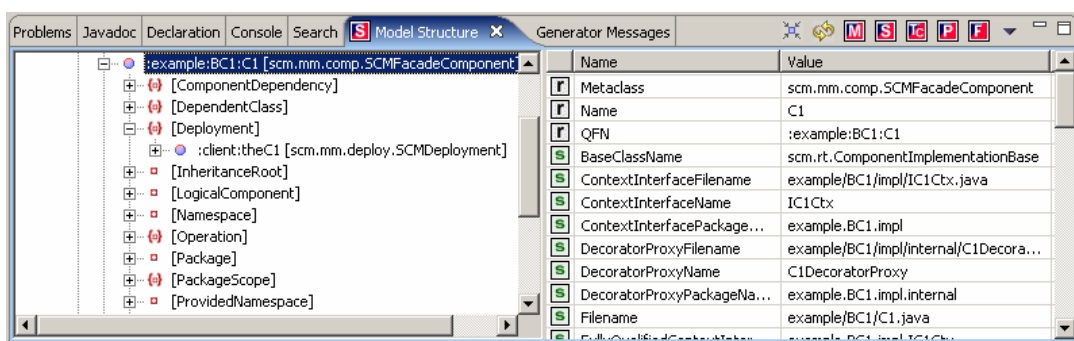 Problems Javadoc Declaration Console Search S Model Structure Generator Messages M S Tc P F
:example:BC1:C1 [scm.mm.comp.SCMFacadeComponent]
[ComponentDependency]
[DependentClass]
[Deployment]
:client:theC1 [scm.mm.deploy.SCMDeployment]
[InheritanceRoot]
[LogicalComponent]
[Namespace]
[Operation]
[Package]
[PackageScope]
[ProvidedNamespace]
Name Value
r Metaclass scm.mm.comp.SCMFacadeComponent
r Name C1
r QFN :example:BC1:C1
S BaseClassName scm.rt.ComponentImplementationBase
S ContextInterfaceFilename example/BC1/impl/IC1Ctx.java
S ContextInterfaceName IC1Ctx
S ContextInterfacePackage... example.BC1.impl
S DecoratorProxyFilename example/BC1/impl/internal/C1Decora...
S DecoratorProxyName C1DecoratorProxy
S DecoratorProxyPackageNa... example.BC1.impl.internal
S Filename example/BC1/C1.java